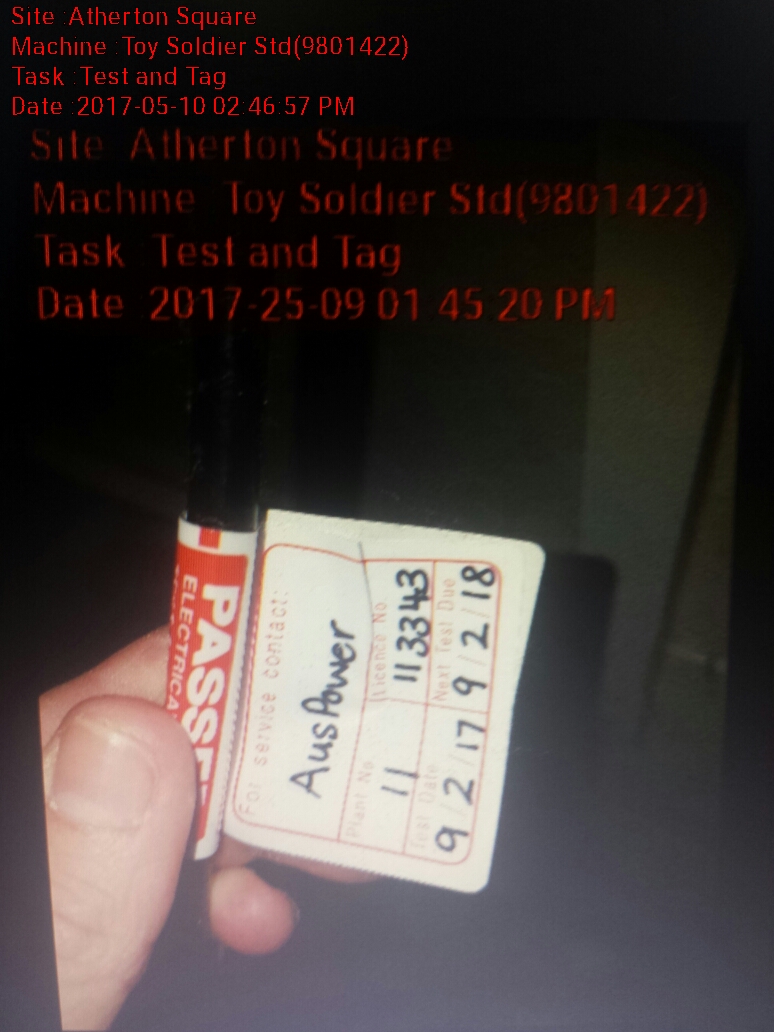 Site :Atherton Square
Machine :Toy Soldier Std(9801422)
Task :Test and Tag
Date :2017-05-10 02:46:57 PM
Site Atherton Square
Machine Toy Soldier Std(9801422)
Task Test and Tag
Date 2017-25-09 01 45 20 PM
PASSED
ELECTRICAL
For service contact:
AusPower
Plant No
Licence No
11
113343
Test Date
Next Test Due
9/2/17
9/2/18